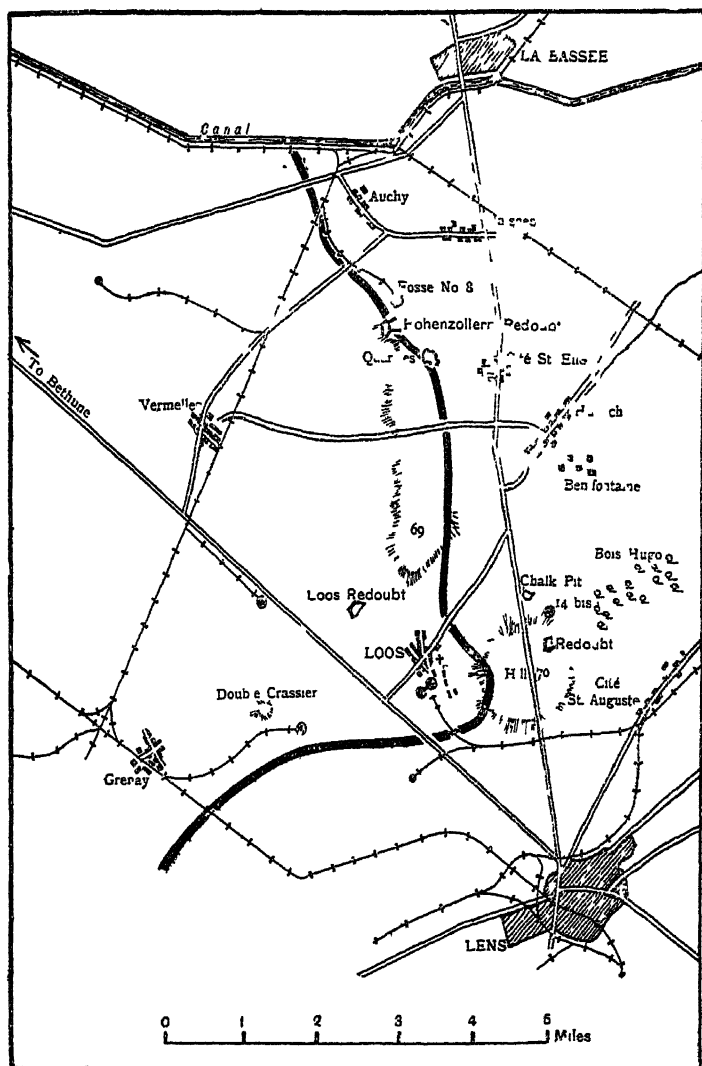 LA BASSEE
Canal
Auchy
Fosse No 8
Hohenzollern Redoubt
To Bethune
Vermelles
Benifontaine
69
Bois Hugo
Chalk Pit
Loos Redoubt
14 bis
LOOS
Redoubt
Hill 70
Cité
St. Auguste
Double Crassier
Grenay
LENS
0 1 2 3 4 5
Miles